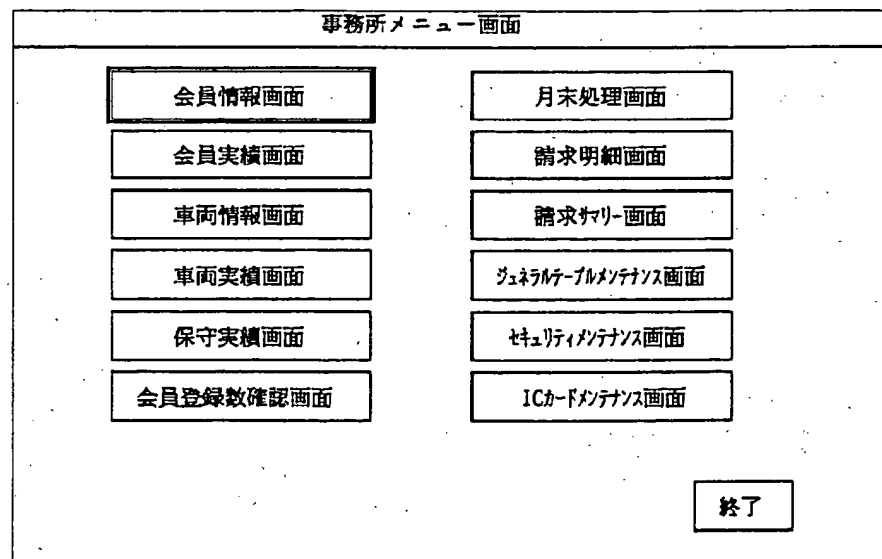 事務所メニュー画面
会員情報画面
会員実績画面
車両情報画面
車両実績画面
保守実績画面
会員登録数確認画面
月末処理画面
請求明細画面
請求ｻﾏﾘｰ画面
ｼﾞｭﾈﾗﾙﾃｰﾌﾞﾙﾒﾝﾃﾅﾝｽ画面
ｾｷｭﾘﾃｨﾒﾝﾃﾅﾝｽ画面
ICｶｰﾄﾞﾒﾝﾃﾅﾝｽ画面
終了